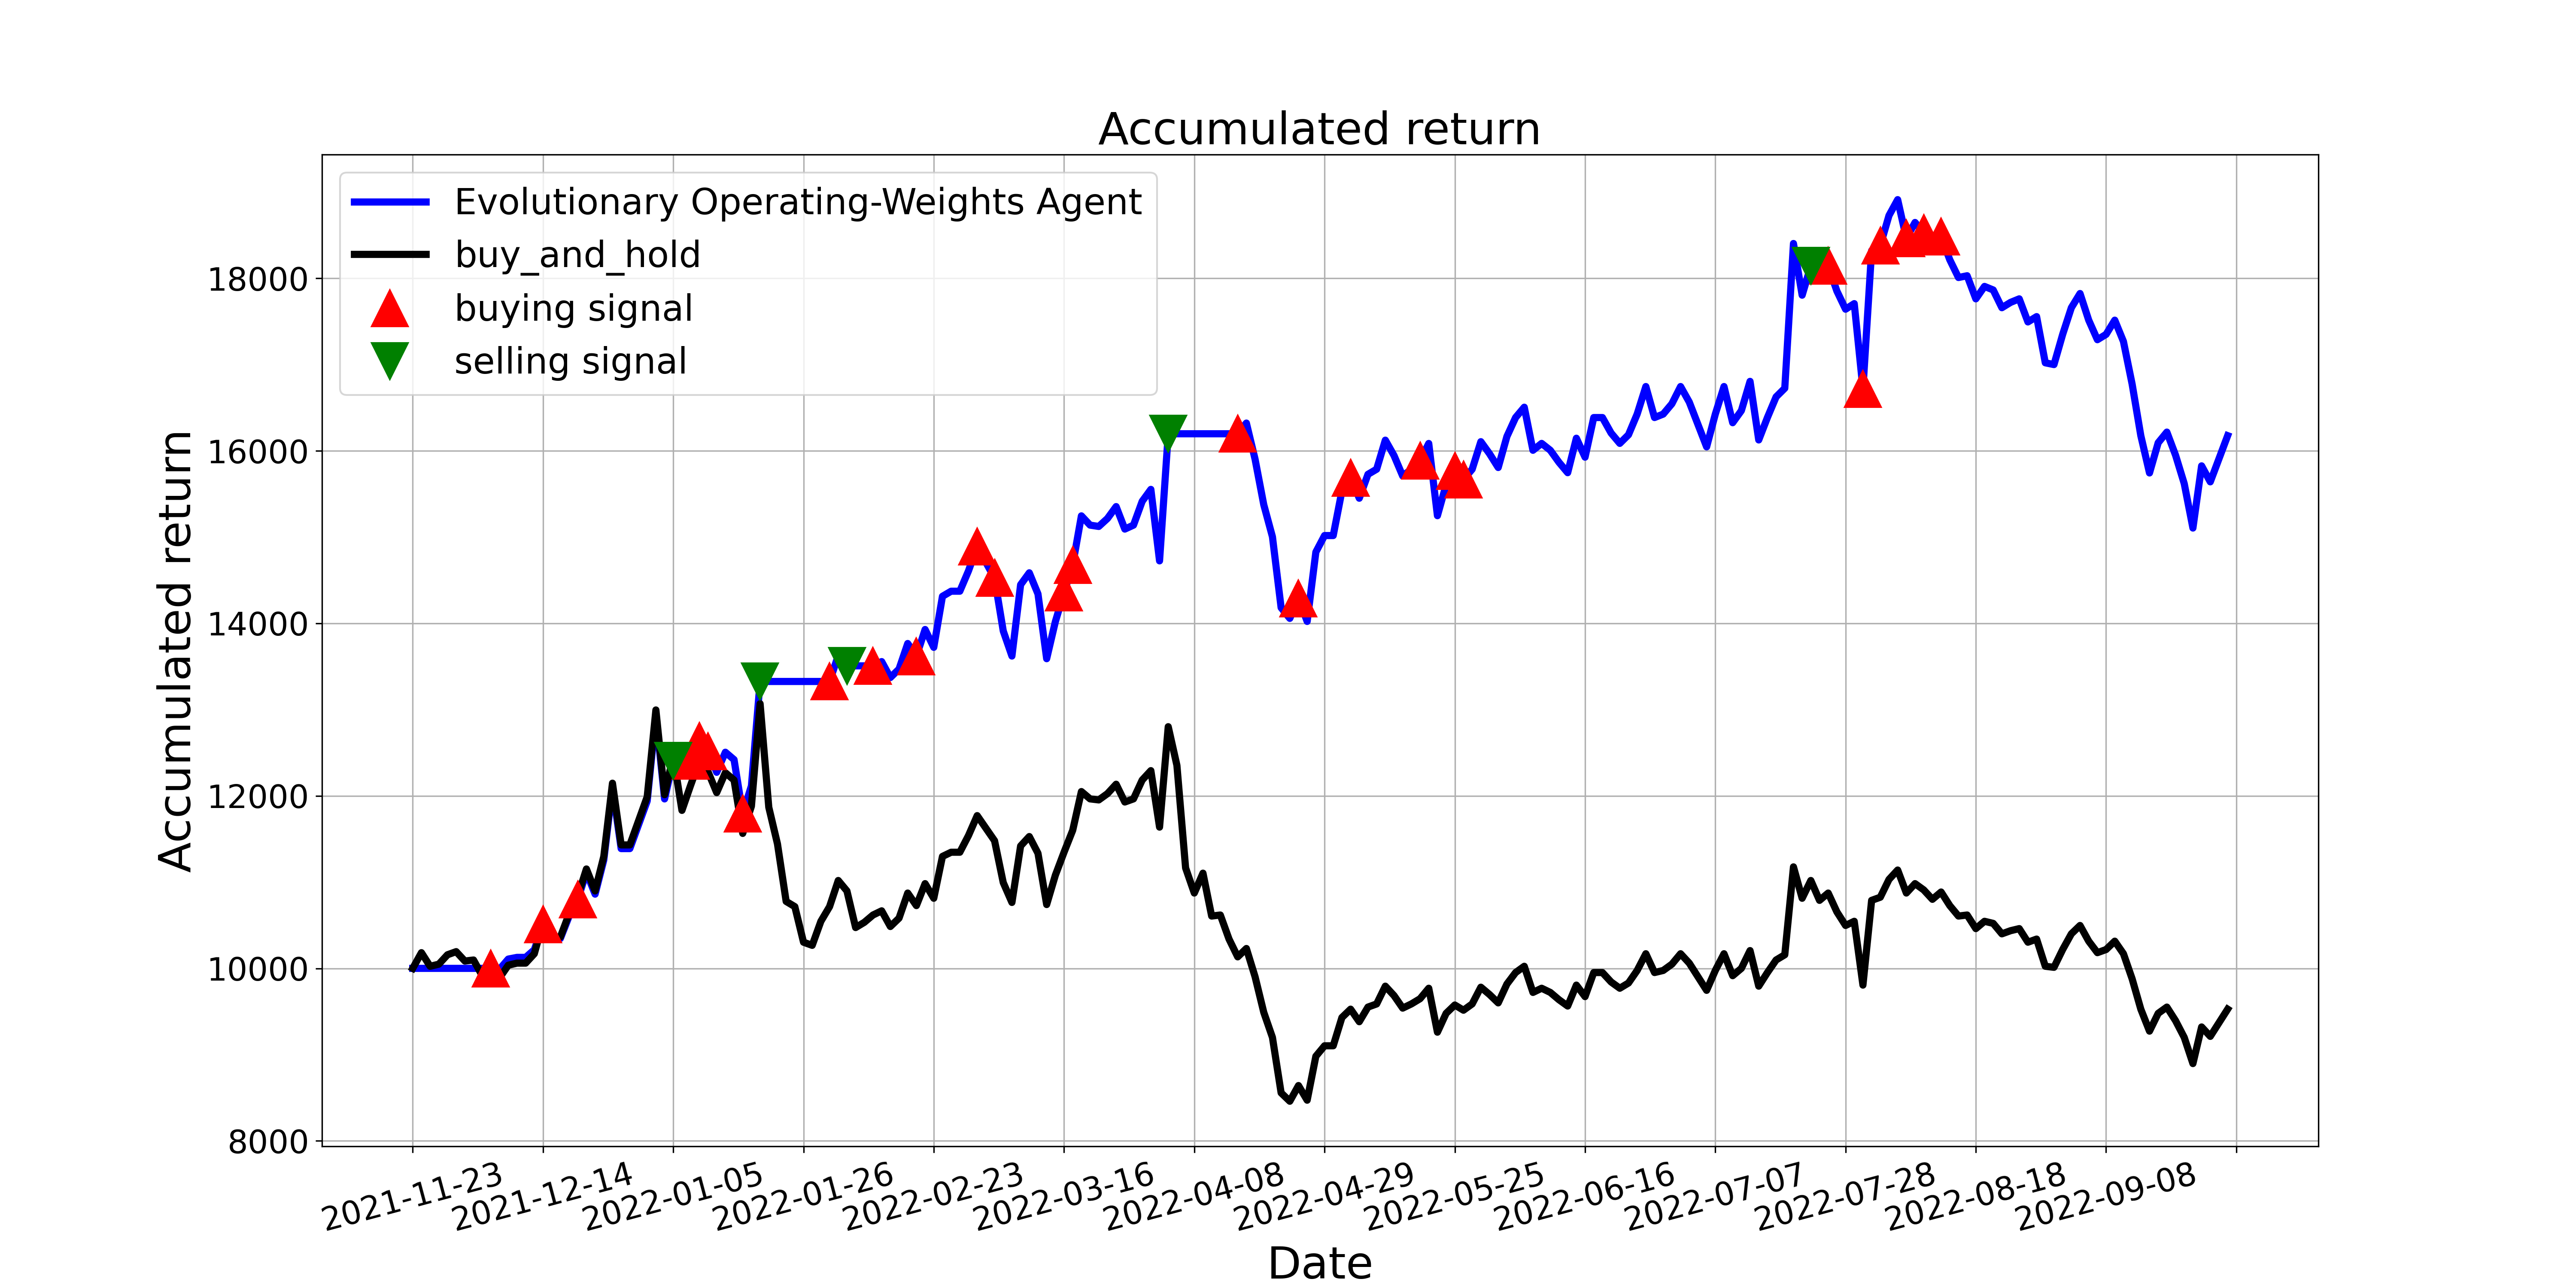 Accumulated return
Evolutionary Operating-Weights Agent
buy_and_hold
buying signal
selling signal
Accumulated return
18000
16000
14000
12000
10000
8000
2021-11-23
2021-12-14
2022-01-05
2022-01-26
2022-02-23
2022-03-16
2022-04-08
2022-04-29
2022-05-25
2022-06-16
2022-07-07
2022-07-28
2022-08-18
2022-09-08
Date